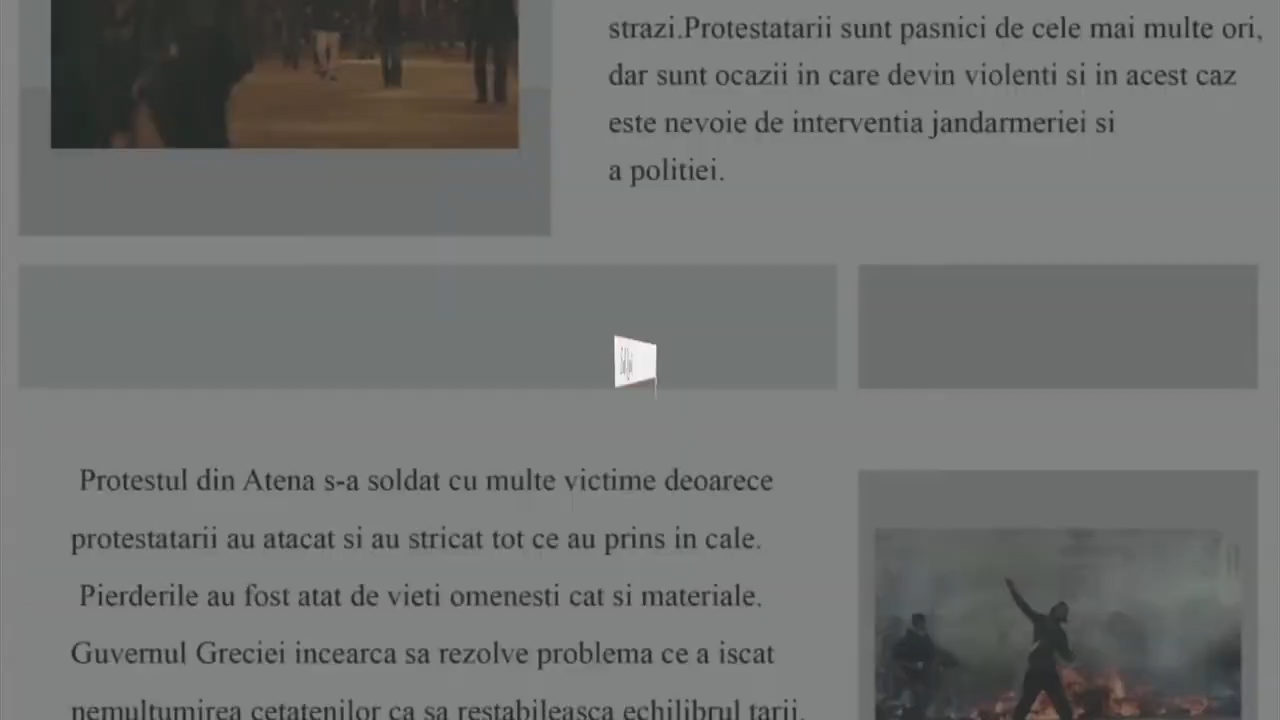 strazi.Protestatarii sunt pasnici de cele mai multe ori,
dar sunt ocazii in care devin violenti si in acest caz
este nevoie de interventia jandarmeriei si
a politiei.
Protestul din Atena s-a soldat cu multe victime deoarece
protestatarii au atacat si au stricat tot ce au prins in cale.
Pierderile au fost atat de vieti omenesti cat si materiale.
Guvernul Greciei incearca sa rezolve problema ce a iscat
nemultumirea cetatenilor ca sa restabileasca echilibrul tarii.